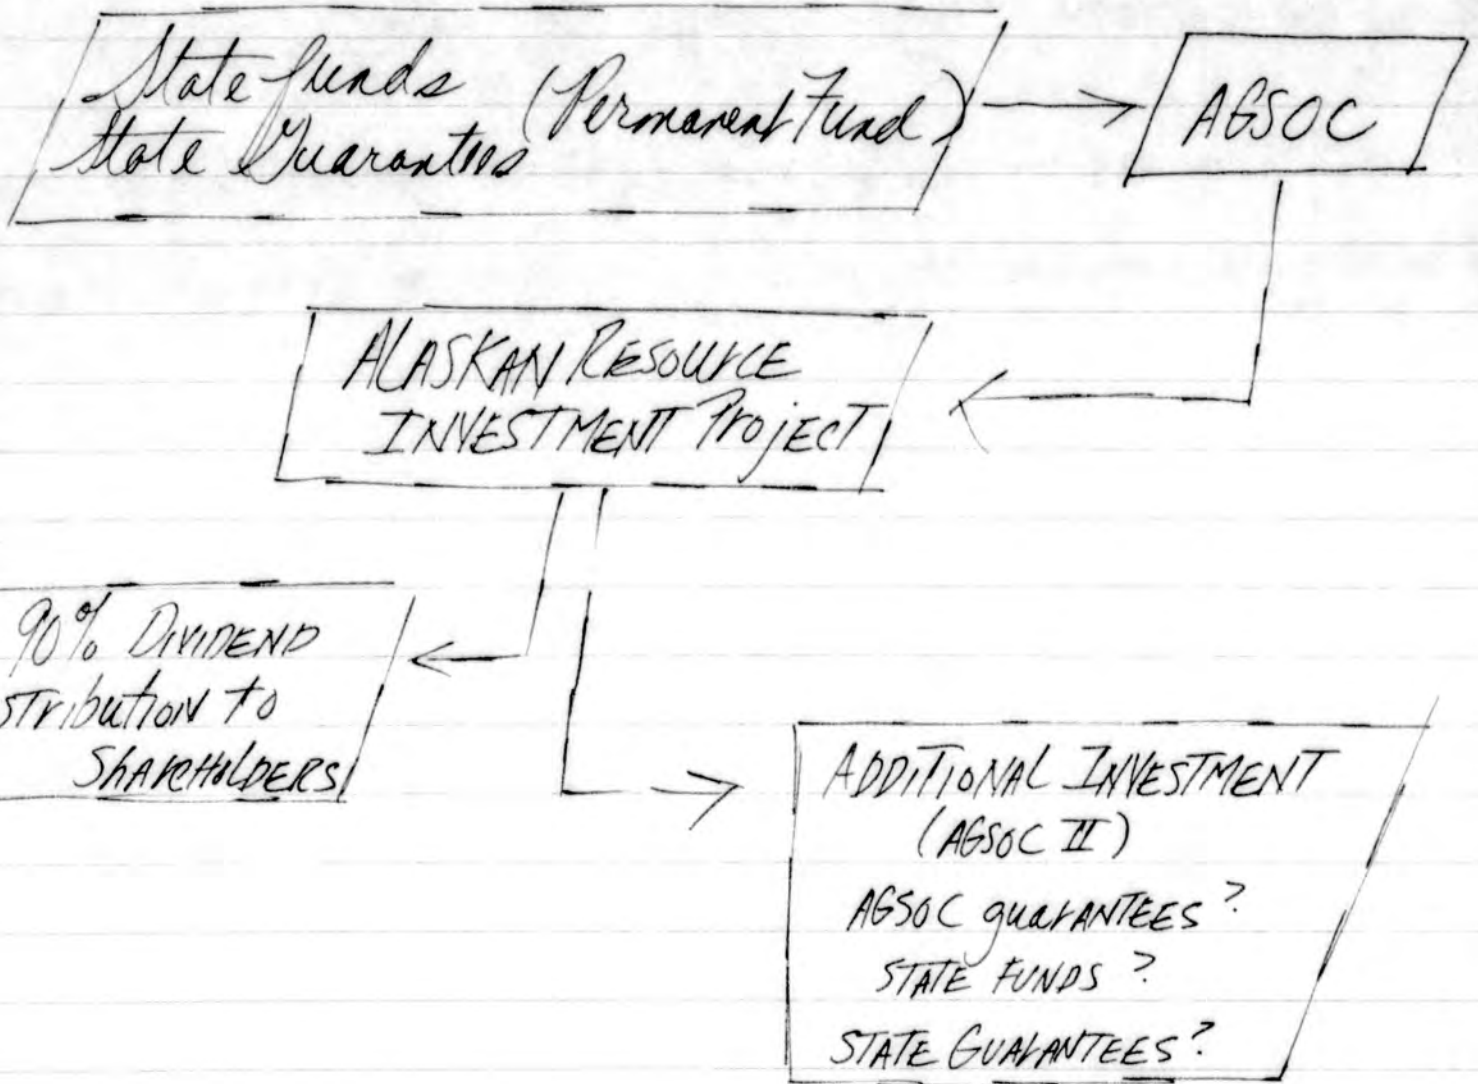 State funds
State Guarantees
(Permanent Fund)
AGSOC
ALASKAN RESOURCE
INVESTMENT Project
90% DIVIDEND
stribution to
SHAREHOLDERS
ADDITIONAL INVESTMENT
(AGSOC II)
AGSOC guarANTEES?
STATE FUNDS?
STATE GUARANTEES?